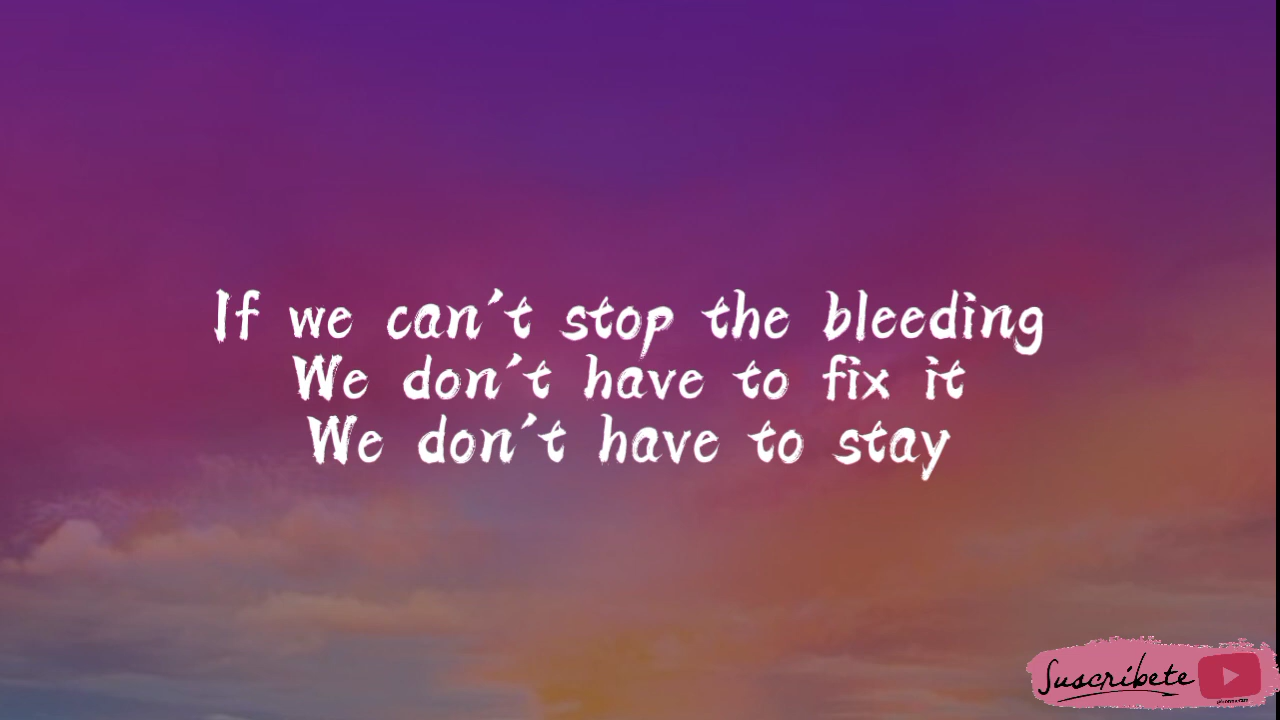 If we can't stop the bleeding
We don't have to fix it
We don't have to stay
Suscribete